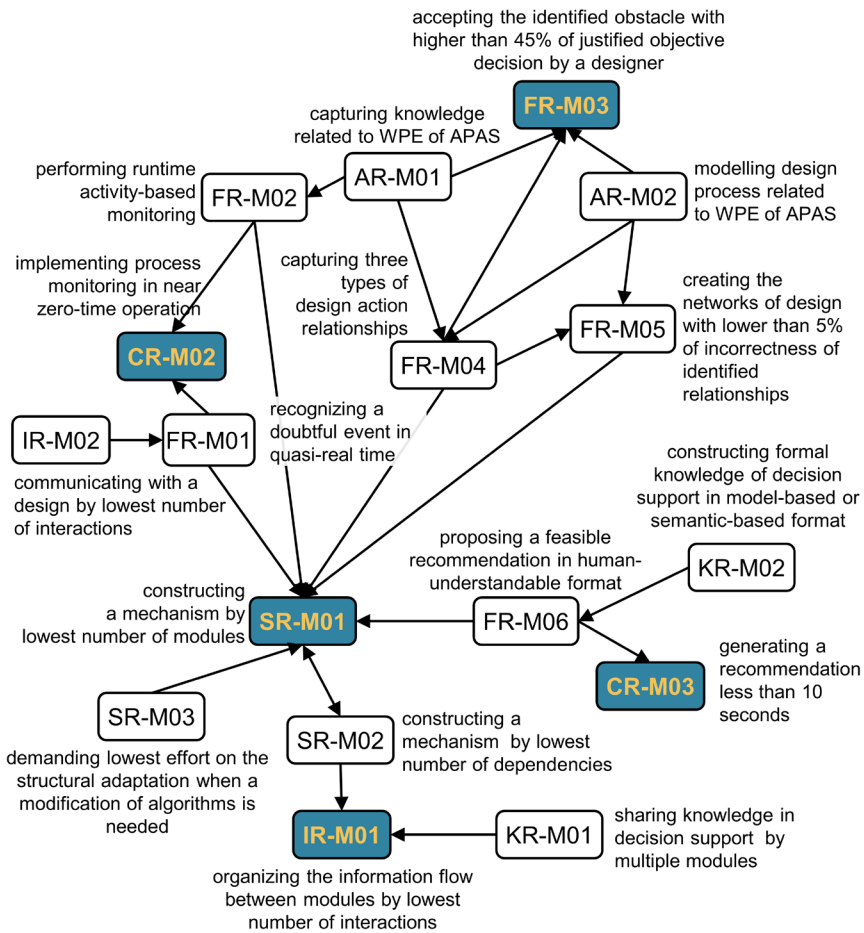 accepting the identified obstacle with
higher than 45% of justified objective
decision by a designer
FR-M03
capturing knowledge
related to WPE of APAS
AR-M01
performing runtime
activity-based
monitoring
FR-M02
AR-M02
modelling design
process related
to WPE of APAS
implementing process
monitoring in near
zero-time operation
CR-M02
capturing three
types of
design action
relationships
FR-M04
FR-M05
creating the
networks of design
with lower than 5%
of incorrectness of
identified
relationships
IR-M02
FR-M01
recognizing a
doubtful event in
quasi-real time
communicating with a
design by lowest number
of interactions
constructing formal
knowledge of decision
support in model-based or
semantic-based format
KR-M02
proposing a feasible
recommendation in human-
understandable format
FR-M06
constructing
a mechanism by
lowest number of modules
SR-M01
CR-M03
generating a
recommendation
less than 10
seconds
SR-M03
demanding lowest effort on the
structural adaptation when a
modification of algorithms is
needed
SR-M02
constructing a
mechanism by lowest
number of dependencies
IR-M01
KR-M01
sharing knowledge in
decision support by
multiple modules
organizing the information flow
between modules by lowest
number of interactions